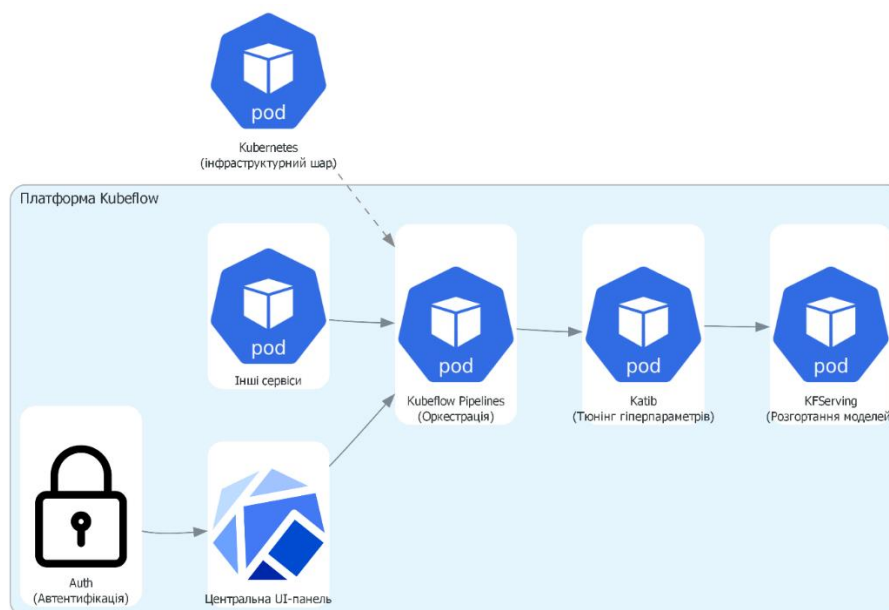 pod
Kubernetes
(інфраструктурний шар)
Платформа Kubeflow
pod
Інші сервіси
pod
Kubeflow Pipelines
(Оркестрація)
pod
Katib
(Тюнінг гіперпараметрів)
pod
KFServing
(Розгортання моделей)
Auth
(Автентифікація)
Центральна UI-панель